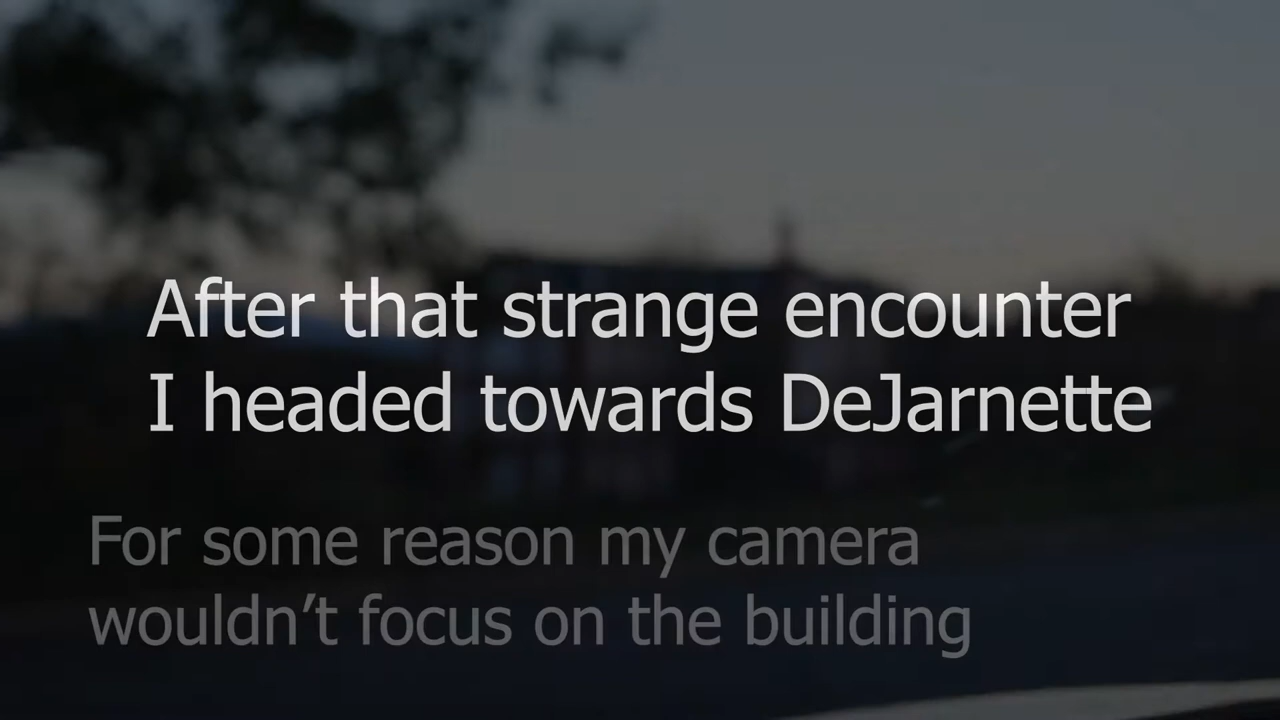 After that strange encounter
I headed towards DeJarnette
For some reason my camera
wouldn’t focus on the building